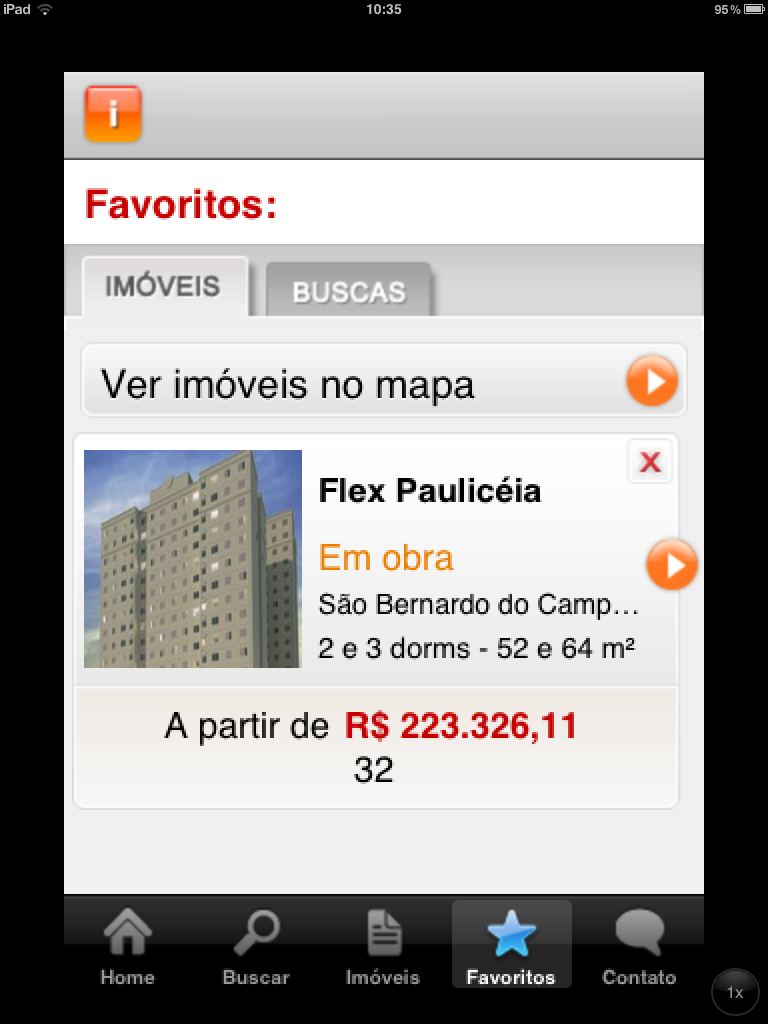 iPad 10:35 95%
i
Favoritos:
IMÓVEIS BUSCAS
Ver imóveis no mapa
X
Flex Paulicéia
Em obra
São Bernardo do Camp...
2 e 3 dorms - 52 e 64 m²
A partir de R$ 223.326,11
32
Home Buscar Imóveis Favoritos Contato
1x